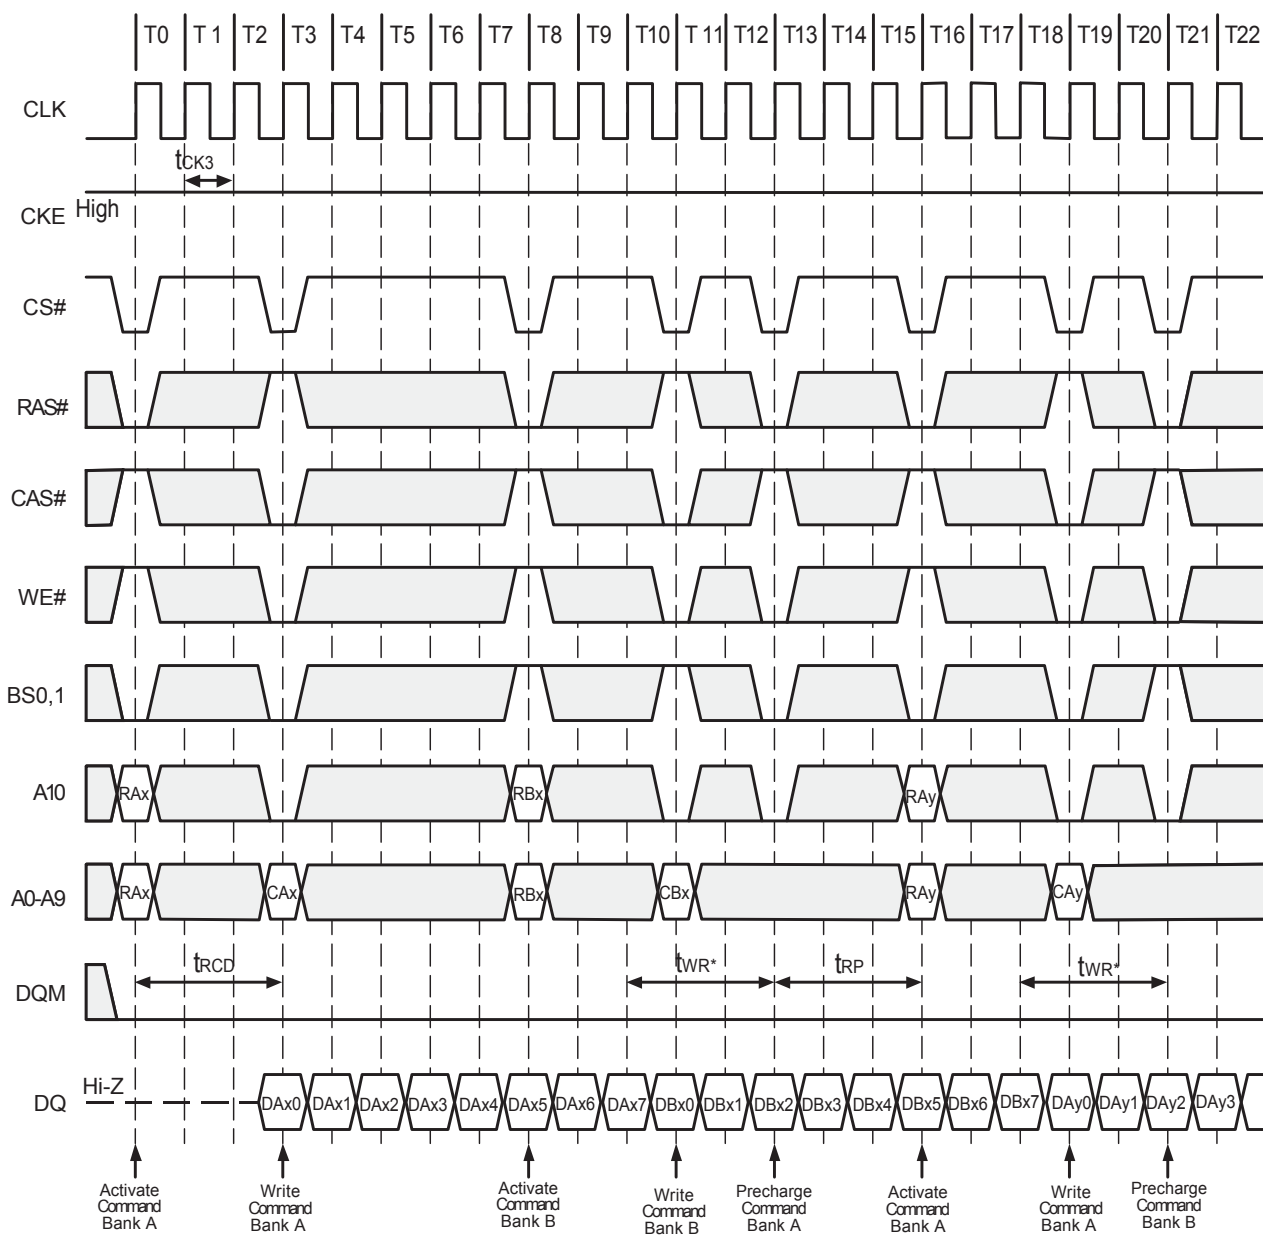 T0 T 1 T2 T3 T4 T5 T6 T7 T8 T9 T10 T 11 T12 T13 T14 T15 T16 T17 T18 T19 T20 T21 T22
CLK
tCK3
CKE High
CS#
RAS#
CAS#
WE#
BS0,1
A10 RAx RBx RAy
A0-A9 RAx CAx RBx CBx RAy CAy
DQM tRCD tWR* tRP tWR*
Hi-Z
DQ DAx0 DAx1 DAx2 DAx3 DAx4 DAx5 DAx6 DAx7 DBx0 DBx1 DBx2 DBx3 DBx4 DBx5 DBx6 DBx7 DAy0 DAy1 DAy2 DAy3
Activate
Command
Bank A
Write
Command
Bank A
Activate
Command
Bank B
Write
Command
Bank B
Precharge
Command
Bank A
Activate
Command
Bank A
Write
Command
Bank A
Precharge
Command
Bank B